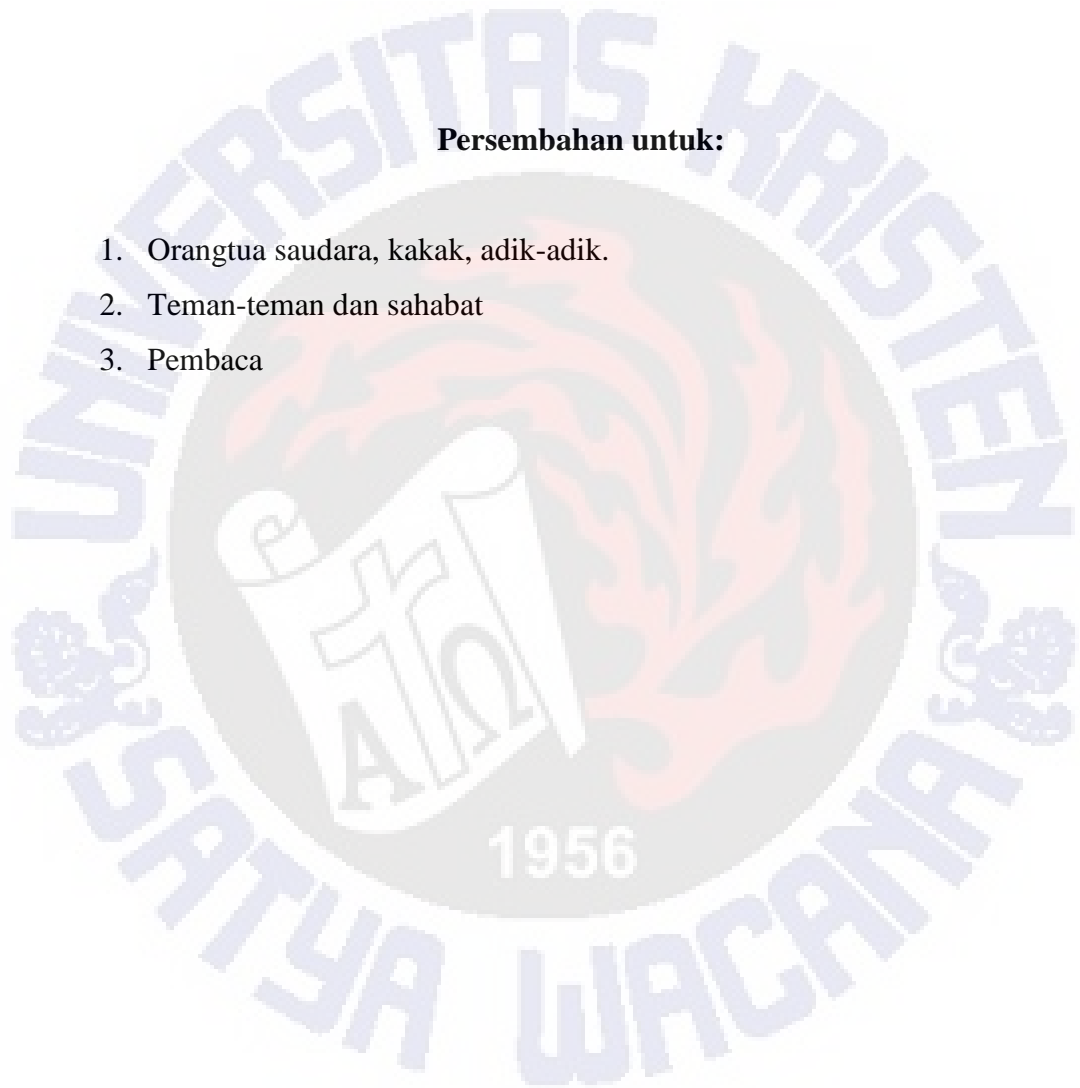 UNIVERSITAS KRISTEN
Persembahan untuk:
1. Orangtua saudara, kakak, adik-adik.
2. Teman-teman dan sahabat
3. Pembaca
Α Ω
1956
SATYA WACANA